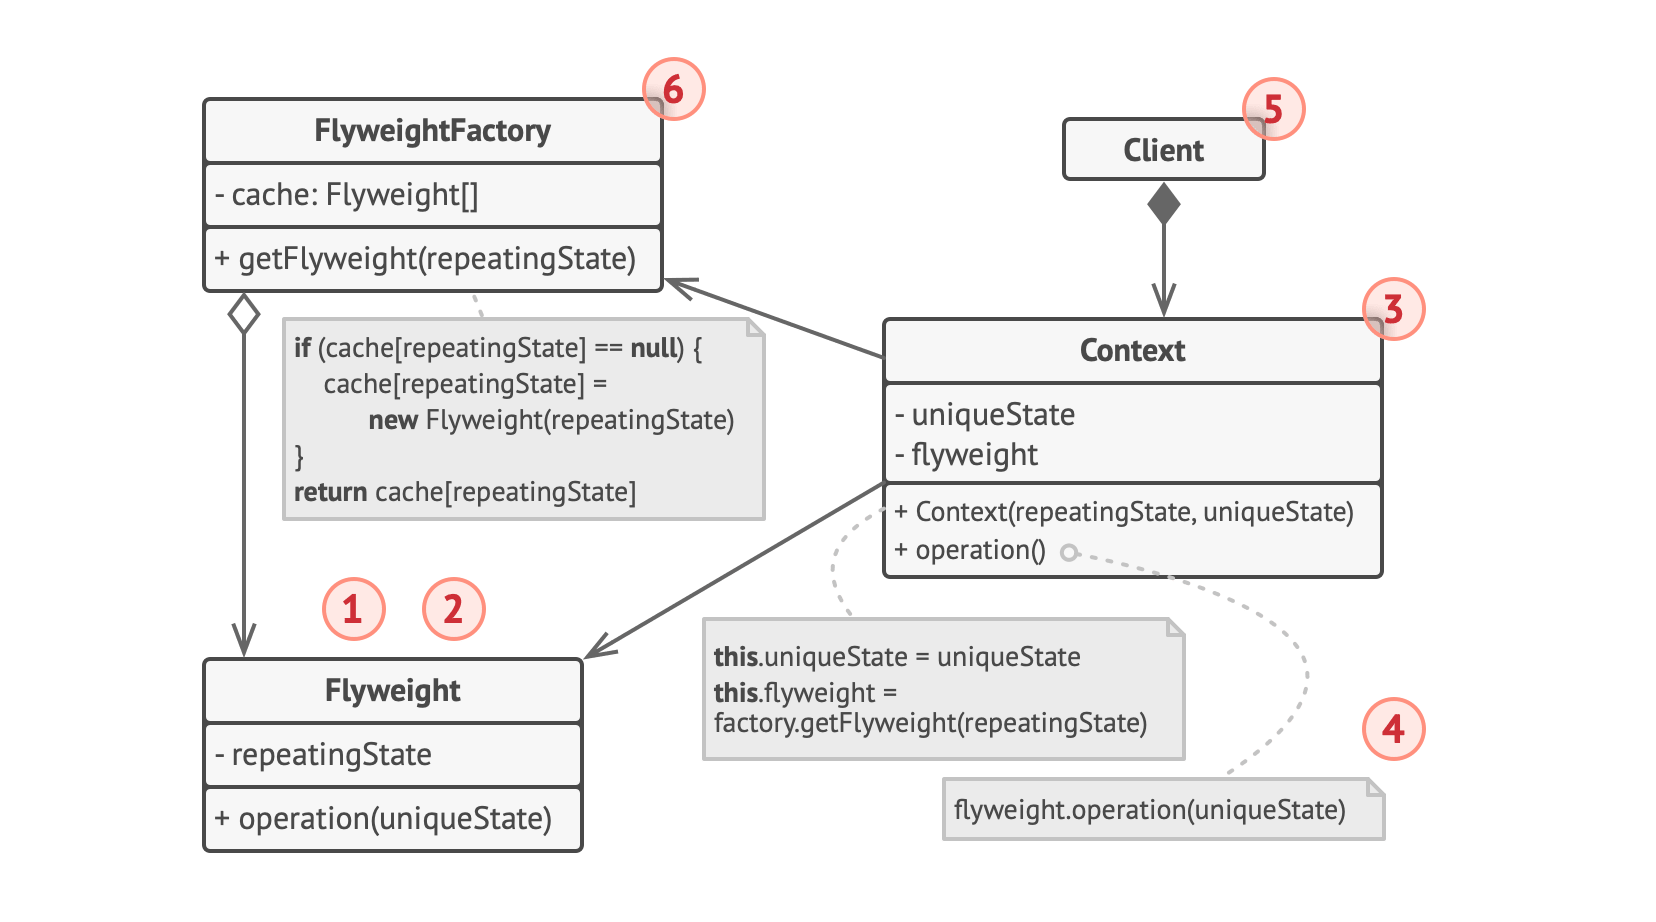 6
FlyweightFactory
- cache: Flyweight[]
+ getFlyweight(repeatingState)
if (cache[repeatingState] == null) {
cache[repeatingState] =
new Flyweight(repeatingState)
}
return cache[repeatingState]
5
Client
3
Context
- uniqueState
- flyweight
+ Context(repeatingState, uniqueState)
+ operation()
1
2
Flyweight
- repeatingState
+ operation(uniqueState)
this.uniqueState = uniqueState
this.flyweight =
factory.getFlyweight(repeatingState)
4
flyweight.operation(uniqueState)